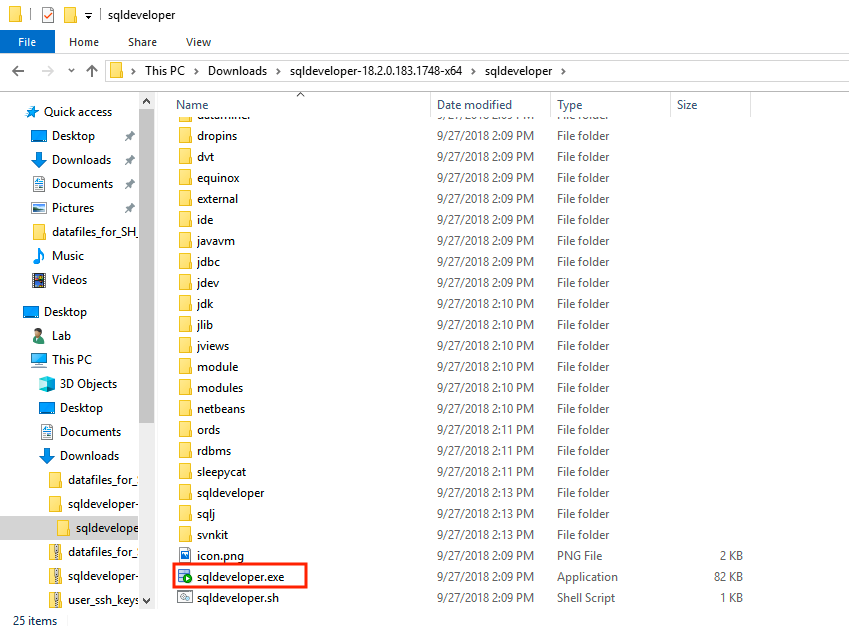 sqldeveloper
File Home Share View
This PC Downloads sqldeveloper-18.2.0.183.1748-x64 sqldeveloper
Quick access
Desktop
Downloads
Documents
Pictures
datafiles_for_SH_
Music
Videos
Desktop
Lab
This PC
3D Objects
Desktop
Documents
Downloads
datafiles_for_
sqldeveloper-
sqldevelope
datafiles_for_
sqldeveloper-
user_ssh_keys
Name Date modified Type Size
dataminer 9/27/2018 2:09 PM File folder
dropins 9/27/2018 2:09 PM File folder
dvt 9/27/2018 2:09 PM File folder
equinox 9/27/2018 2:09 PM File folder
external 9/27/2018 2:09 PM File folder
ide 9/27/2018 2:09 PM File folder
javavm 9/27/2018 2:09 PM File folder
jdbc 9/27/2018 2:09 PM File folder
jdev 9/27/2018 2:09 PM File folder
jdk 9/27/2018 2:10 PM File folder
jlib 9/27/2018 2:10 PM File folder
jviews 9/27/2018 2:10 PM File folder
module 9/27/2018 2:10 PM File folder
modules 9/27/2018 2:10 PM File folder
netbeans 9/27/2018 2:10 PM File folder
ords 9/27/2018 2:11 PM File folder
rdbms 9/27/2018 2:11 PM File folder
sleepycat 9/27/2018 2:11 PM File folder
sqldeveloper 9/27/2018 2:13 PM File folder
sqlj 9/27/2018 2:13 PM File folder
svnkit 9/27/2018 2:13 PM File folder
icon.png 9/27/2018 2:09 PM PNG File 2 KB
sqldeveloper.exe 9/27/2018 2:09 PM Application 82 KB
sqldeveloper.sh 9/27/2018 2:09 PM Shell Script 1 KB
25 items